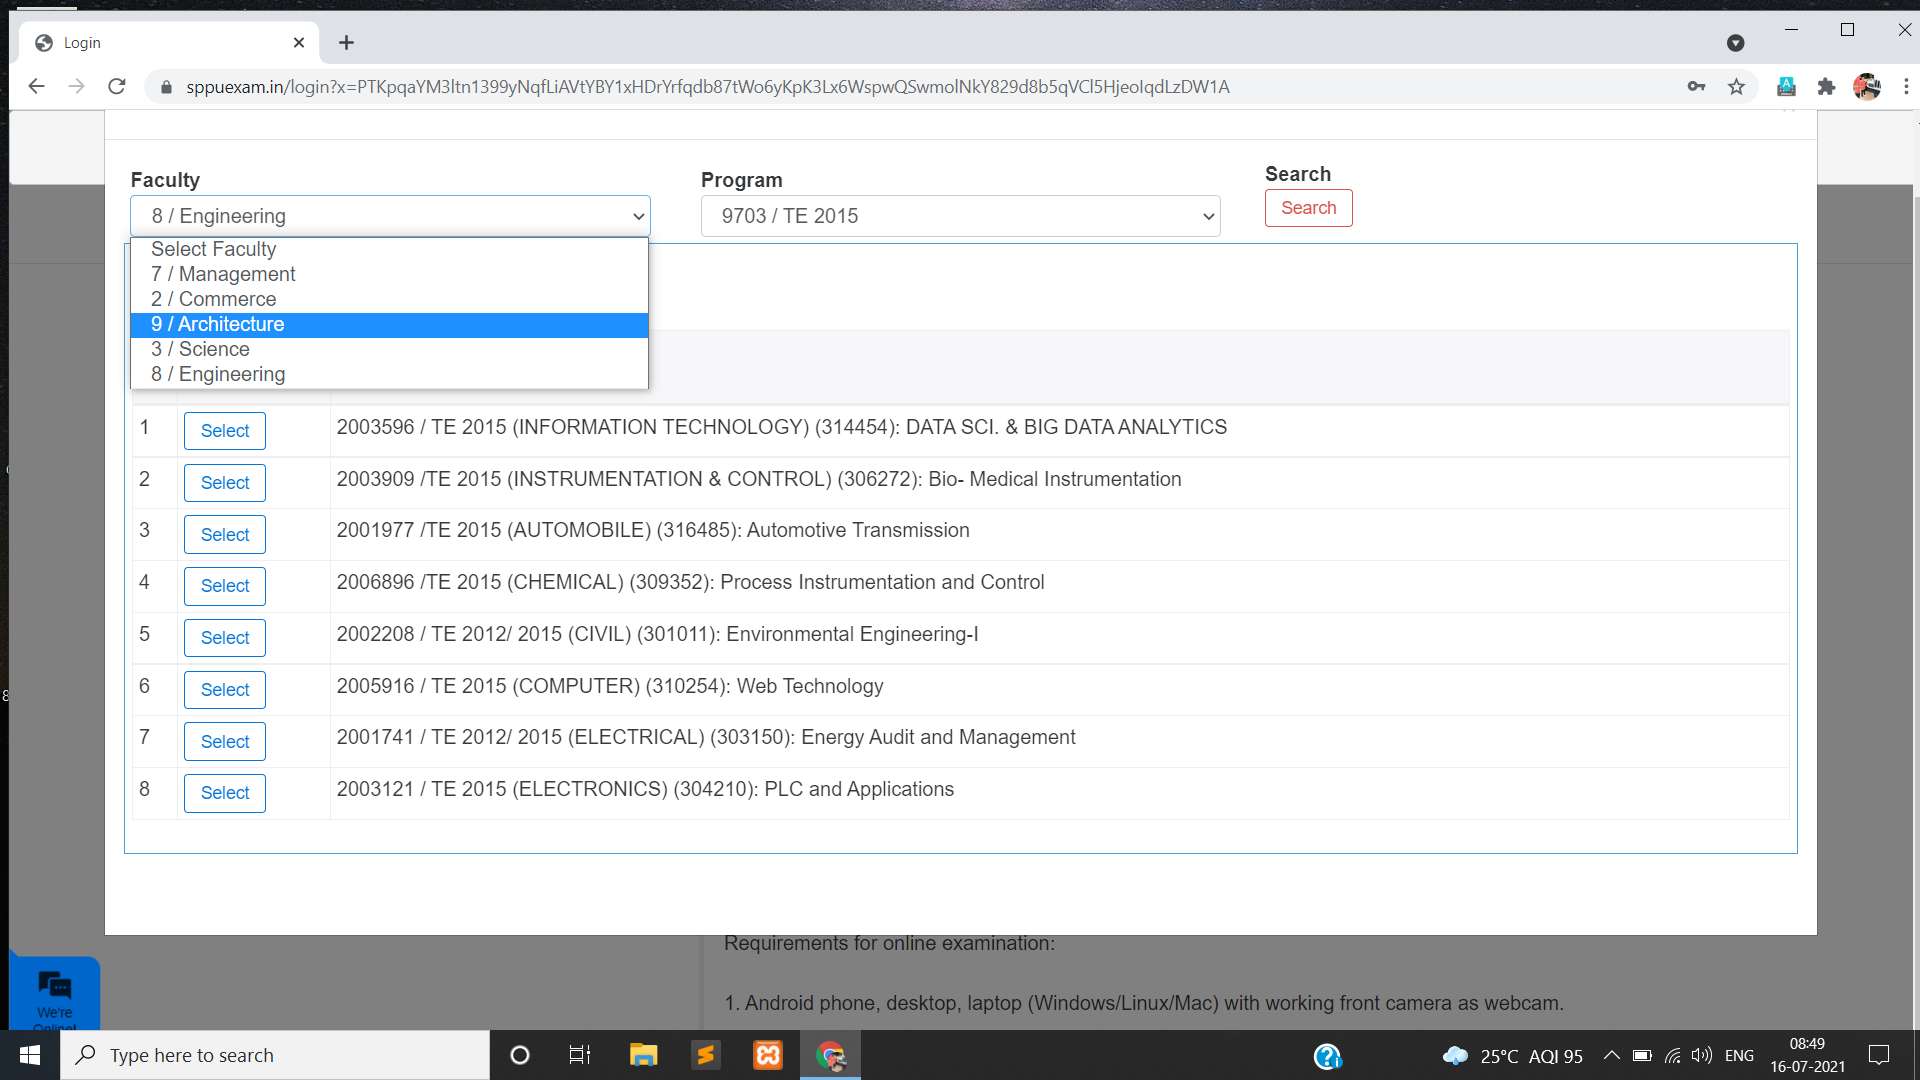 Login
sppuexam.in/login?x=PTKpqaYM3ltn1399yNqfLiAVtYBY1xHDrYrfqdb87tWo6yKpK3Lx6WspwQSwmolNkY829d8b5qVCl5HjeoIqdLzDW1A
Faculty
Program
Search
8 / Engineering
9703 / TE 2015
Search
Select Faculty
7 / Management
2 / Commerce
9 / Architecture
3 / Science
8 / Engineering
1 Select 2003596 / TE 2015 (INFORMATION TECHNOLOGY) (314454): DATA SCI. & BIG DATA ANALYTICS
2 Select 2003909 /TE 2015 (INSTRUMENTATION & CONTROL) (306272): Bio- Medical Instrumentation
3 Select 2001977 /TE 2015 (AUTOMOBILE) (316485): Automotive Transmission
4 Select 2006896 /TE 2015 (CHEMICAL) (309352): Process Instrumentation and Control
5 Select 2002208 / TE 2012/ 2015 (CIVIL) (301011): Environmental Engineering-I
6 Select 2005916 / TE 2015 (COMPUTER) (310254): Web Technology
7 Select 2001741 / TE 2012/ 2015 (ELECTRICAL) (303150): Energy Audit and Management
8 Select 2003121 / TE 2015 (ELECTRONICS) (304210): PLC and Applications
Requirements for online examination:
1. Android phone, desktop, laptop (Windows/Linux/Mac) with working front camera as webcam.
We're
Online!
Type here to search
25°C AQI 95
ENG
08:49
16-07-2021